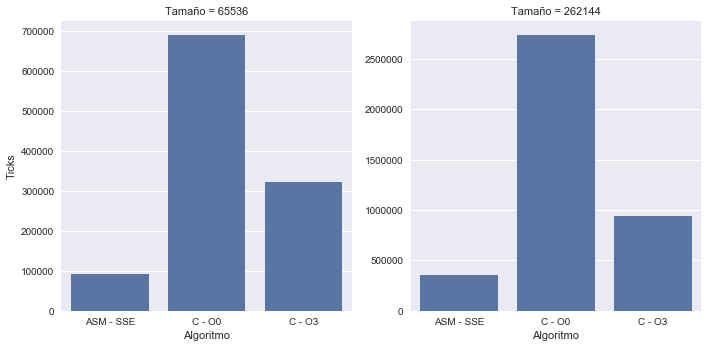 Tamaño = 65536
Ticks
700000
600000
500000
400000
300000
200000
100000
0
ASM - SSE
C - O0
C - O3
Algoritmo
Tamaño = 262144
2500000
2000000
1500000
1000000
500000
0
ASM - SSE
C - O0
C - O3
Algoritmo